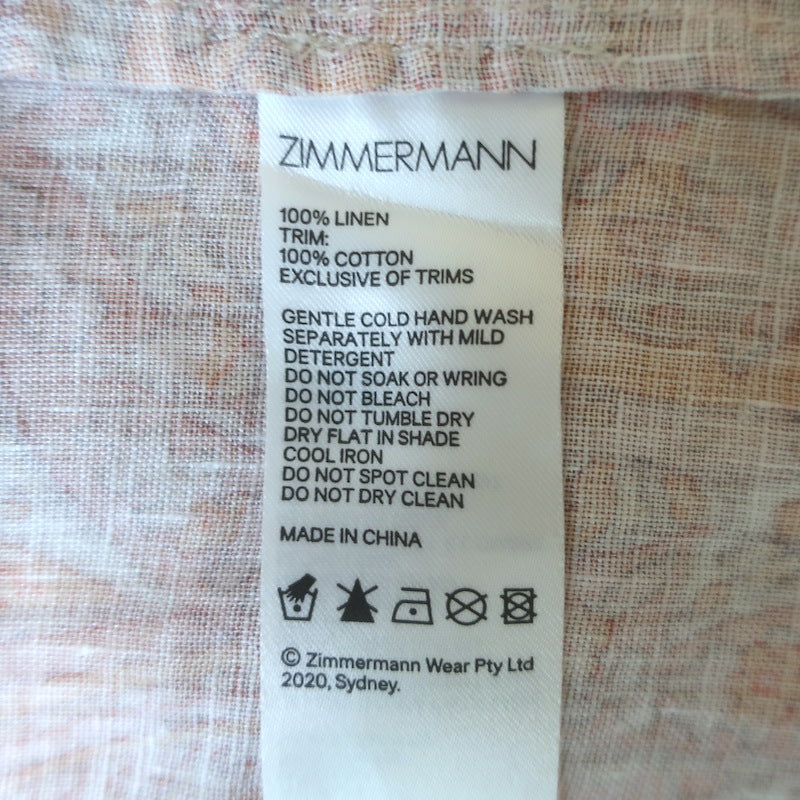 ZIMMERMANN
100% LINEN
TRIM:
100% COTTON
EXCLUSIVE OF TRIMS
GENTLE COLD HAND WASH
SEPARATELY WITH MILD
DETERGENT
DO NOT SOAK OR WRING
DO NOT BLEACH
DO NOT TUMBLE DRY
DRY FLAT IN SHADE
COOL IRON
DO NOT SPOT CLEAN
DO NOT DRY CLEAN
MADE IN CHINA
© Zimmermann Wear Pty Ltd
2020, Sydney.